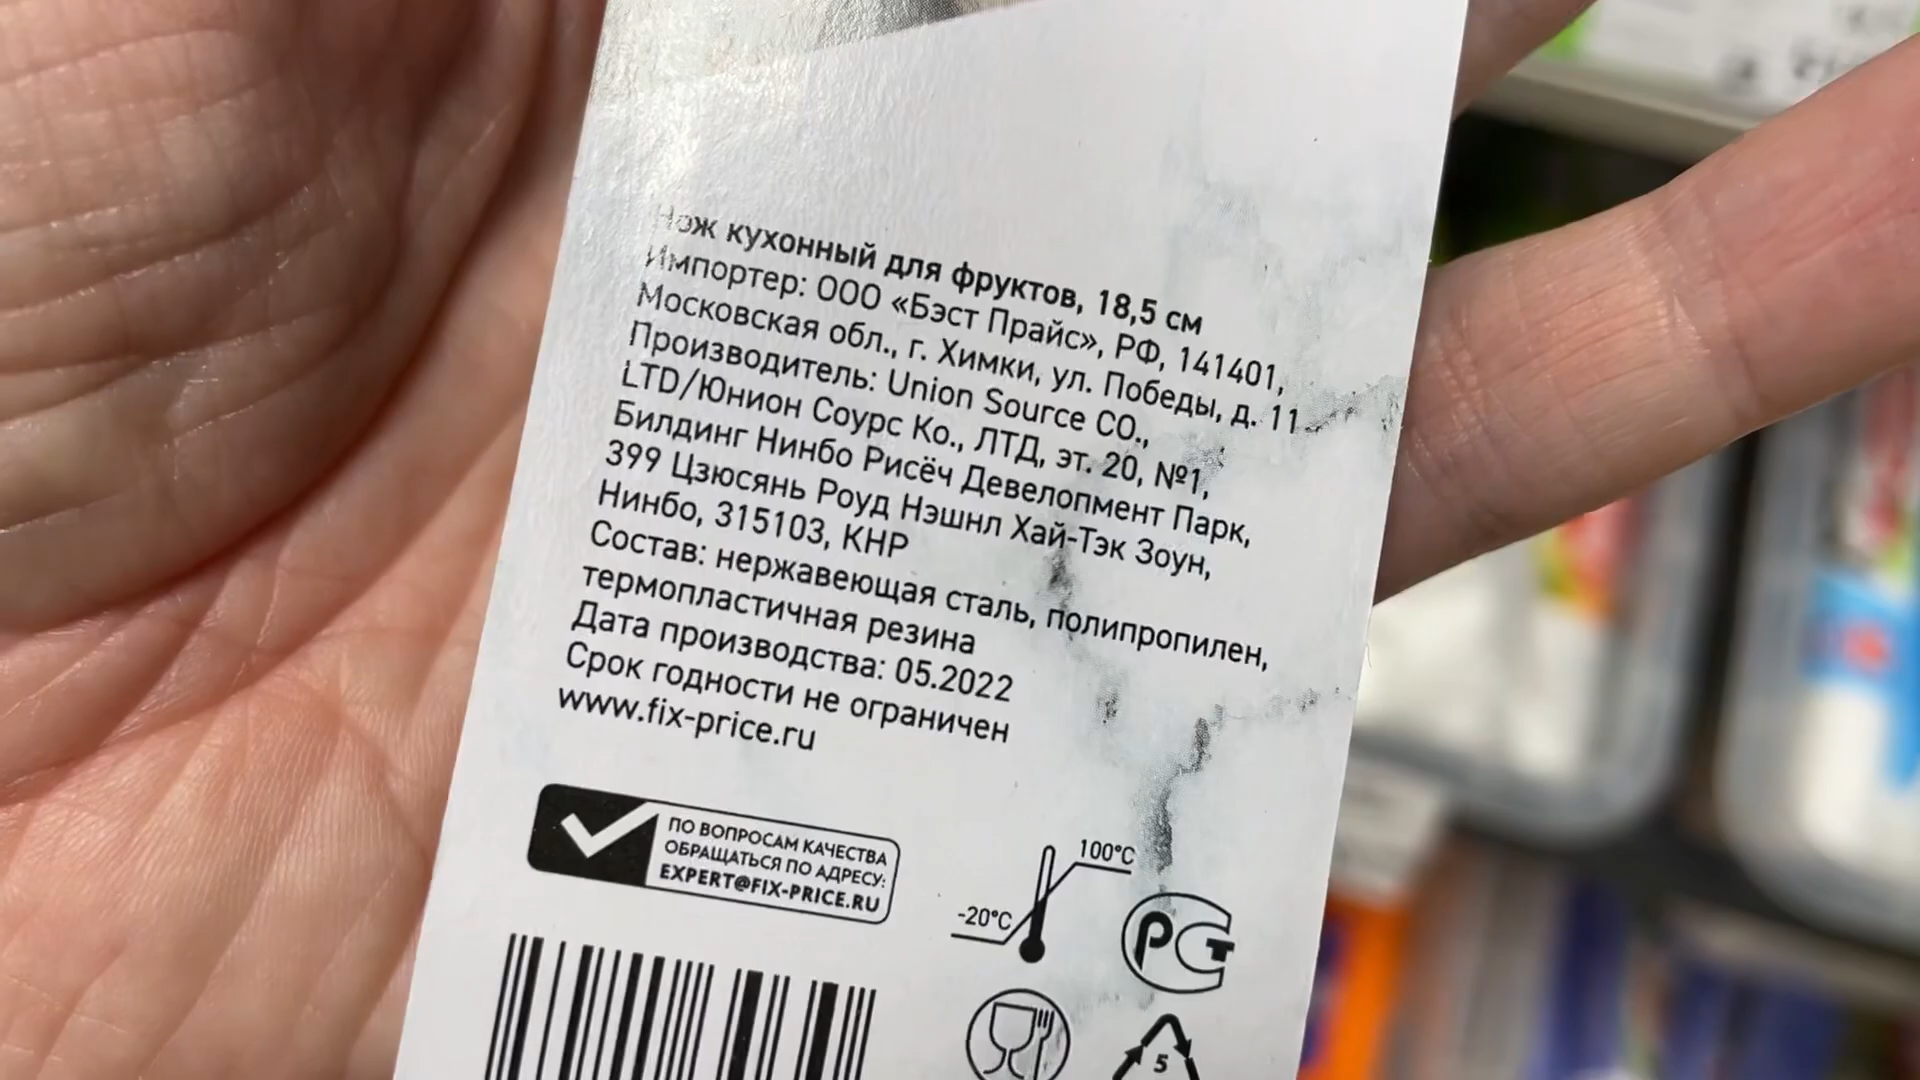 Нож кухонный для фруктов, 18,5 см
Импортер: ООО «Бэст Прайс», РФ, 141401,
Московская обл., г. Химки, ул. Победы, д. 11
Производитель: Union Source CO.,
LTD/Юнион Соурс Ко., ЛТД, эт. 20, №1,
Билдинг Нинбо Рисёч Девелопмент Парк,
399 Цзюсянь Роуд Нэшнл Хай-Тэк Зоун,
Нинбо, 315103, КНР
Состав: нержавеющая сталь, полипропилен,
термопластичная резина
Дата производства: 05.2022
Срок годности не ограничен
www.fix-price.ru
ПО ВОПРОСАМ КАЧЕСТВА
ОБРАЩАТЬСЯ ПО АДРЕСУ:
EXPERT@FIX-PRICE.RU
100°C
-20°C
РСТ
5